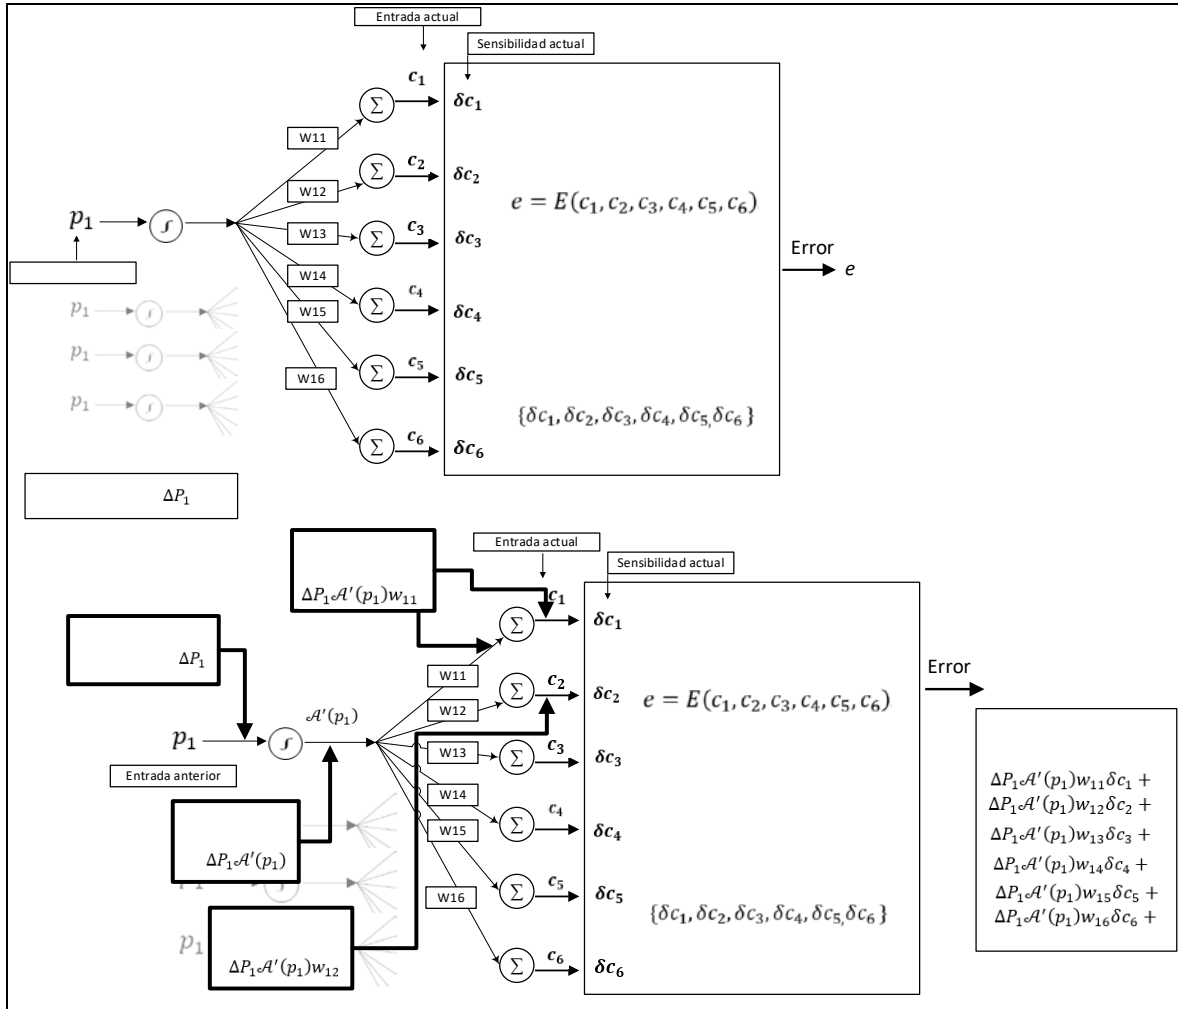 Entrada actual
Sensibilidad actual
c₁
δc₁
W11
c₂
δc₂
W12
e = E(c₁, c₂, c₃, c₄, c₅, c₆)
p₁
∫
W13
c₃
δc₃
Error
e
W14
c₄
δc₄
p₁
∫
W15
p₁
∫
W16
c₅
δc₅
p₁
∫
{δc₁, δc₂, δc₃, δc₄, δc₅, δc₆}
c₆
δc₆
Σ
Σ
Σ
Σ
Σ
Σ
ΔP₁
Entrada actual
Sensibilidad actual
ΔP₁𝒜′(p₁)w₁₁
c₁
δc₁
Σ
ΔP₁
W11
Error
c₂
δc₂
Σ
e = E(c₁, c₂, c₃, c₄, c₅, c₆)
W12
𝒜′(p₁)
p₁
∫
W13
c₃
δc₃
Σ
Entrada anterior
W14
c₄
δc₄
Σ
W15
ΔP₁𝒜′(p₁)
p₁
W16
c₅
δc₅
Σ
{δc₁, δc₂, δc₃, δc₄, δc₅, δc₆}
p₁
ΔP₁𝒜′(p₁)w₁₂
c₆
δc₆
Σ
ΔP₁𝒜′(p₁)w₁₁δc₁ +
ΔP₁𝒜′(p₁)w₁₂δc₂ +
ΔP₁𝒜′(p₁)w₁₃δc₃ +
ΔP₁𝒜′(p₁)w₁₄δc₄ +
ΔP₁𝒜′(p₁)w₁₅δc₅ +
ΔP₁𝒜′(p₁)w₁₆δc₆ +